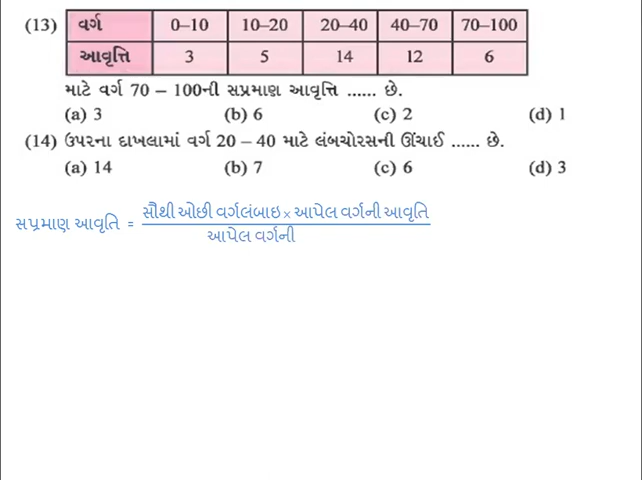 (13) વર્ગ 0–10 10–20 20–40 40–70 70–100
આવૃત્તિ 3 5 14 12 6
માટે વર્ગ 70 – 100ની સપ્રમાણ આવૃત્તિ ...... છે.
(a) 3 (b) 6 (c) 2 (d) 1
(14) ઉપરના દાખલામાં વર્ગ 20 – 40 માટે લંબચોરસની ઊંચાઈ ...... છે.
(a) 14 (b) 7 (c) 6 (d) 3
સપ્રમાણ આવૃતિ = સૌથી ઓછી વર્ગલંબાઇ × આપેલ વર્ગની આવૃતિ
આપેલ વર્ગની